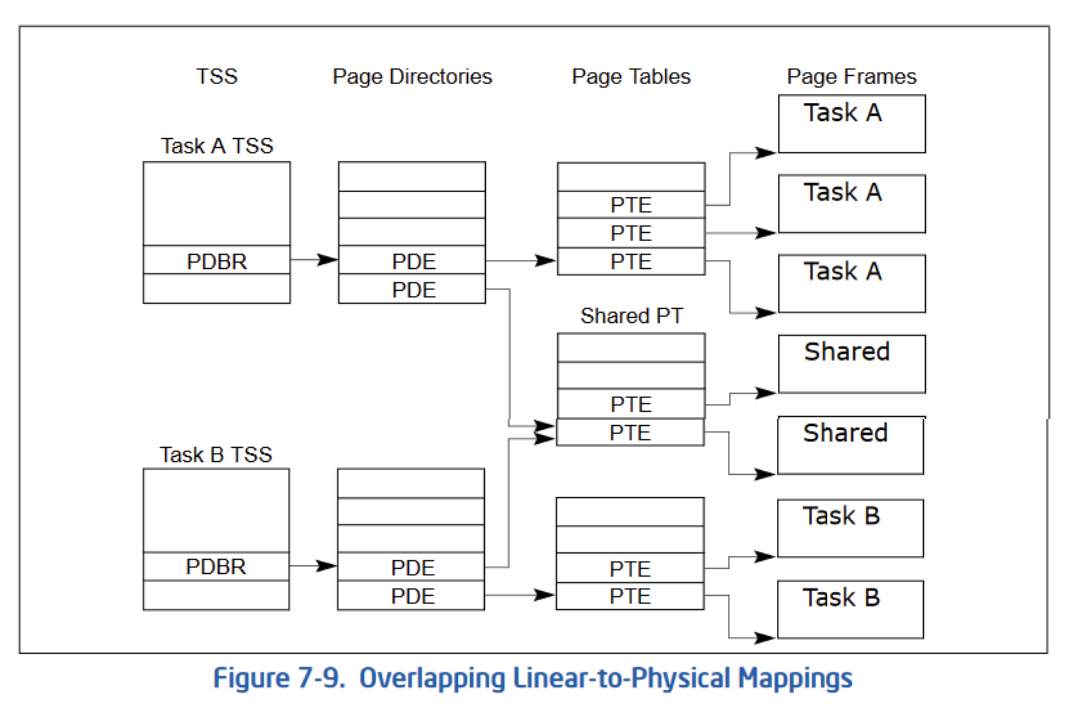 TSS Page Directories Page Tables Page Frames
Task A
Task A TSS
Task A
PTE
PTE
PDBR PDE PTE
Task A
PDE
Shared PT
Shared
PTE
PTE Shared
Task B TSS
Task B
PDBR PDE PTE
PDE PTE Task B
Figure 7-9. Overlapping Linear-to-Physical Mappings